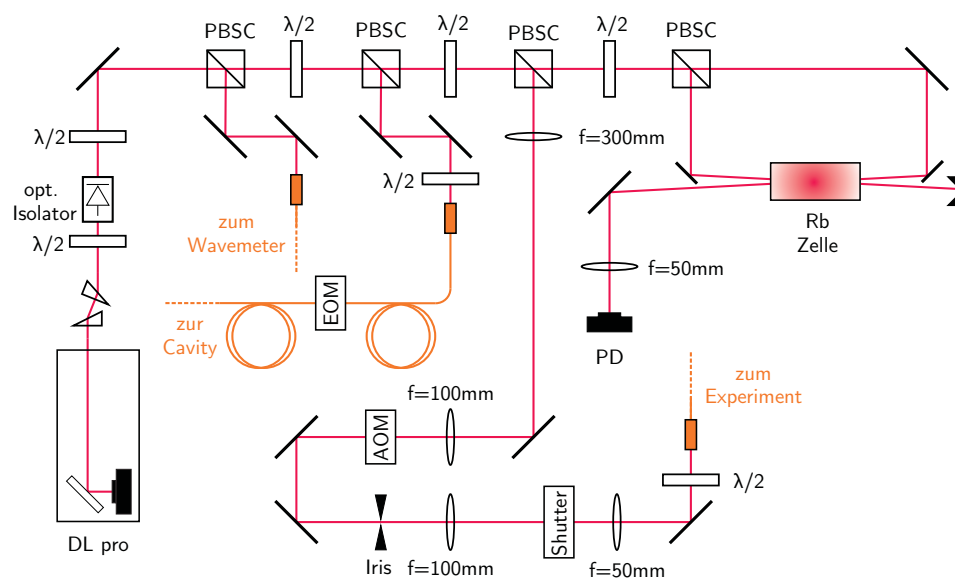 PBSC
λ/2
PBSC
λ/2
PBSC
λ/2
PBSC
λ/2
f=300mm
opt.
Isolator
λ/2
λ/2
zum
Wavemeter
Rb
Zelle
f=50mm
EOM
zur
Cavity
PD
zum
Experiment
f=100mm
AOM
λ/2
Shutter
DL pro
Iris
f=100mm
f=50mm